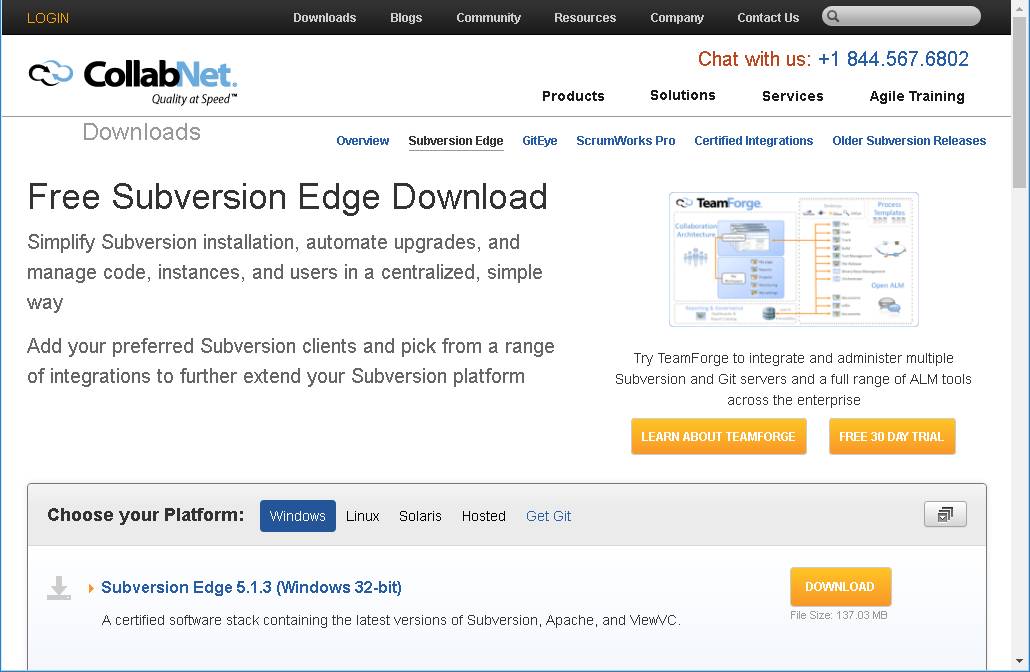 LOGIN
Downloads Blogs Community Resources Company Contact Us
Chat with us: +1 844.567.6802
CollabNet.
Quality at Speed™
Products Solutions Services Agile Training
Downloads
Overview Subversion Edge GitEye ScrumWorks Pro Certified Integrations Older Subversion Releases
Free Subversion Edge Download
Simplify Subversion installation, automate upgrades, and
manage code, instances, and users in a centralized, simple
way
Add your preferred Subversion clients and pick from a range
of integrations to further extend your Subversion platform
TeamForge.
Process
Templates
Collaboration
Architecture
Open ALM
Reporting & Governance
Try TeamForge to integrate and administer multiple
Subversion and Git servers and a full range of ALM tools
across the enterprise
LEARN ABOUT TEAMFORGE FREE 30 DAY TRIAL
Choose your Platform: Windows Linux Solaris Hosted Get Git
Subversion Edge 5.1.3 (Windows 32-bit)
DOWNLOAD
A certified software stack containing the latest versions of Subversion, Apache, and ViewVC.
File Size: 137.03 MB